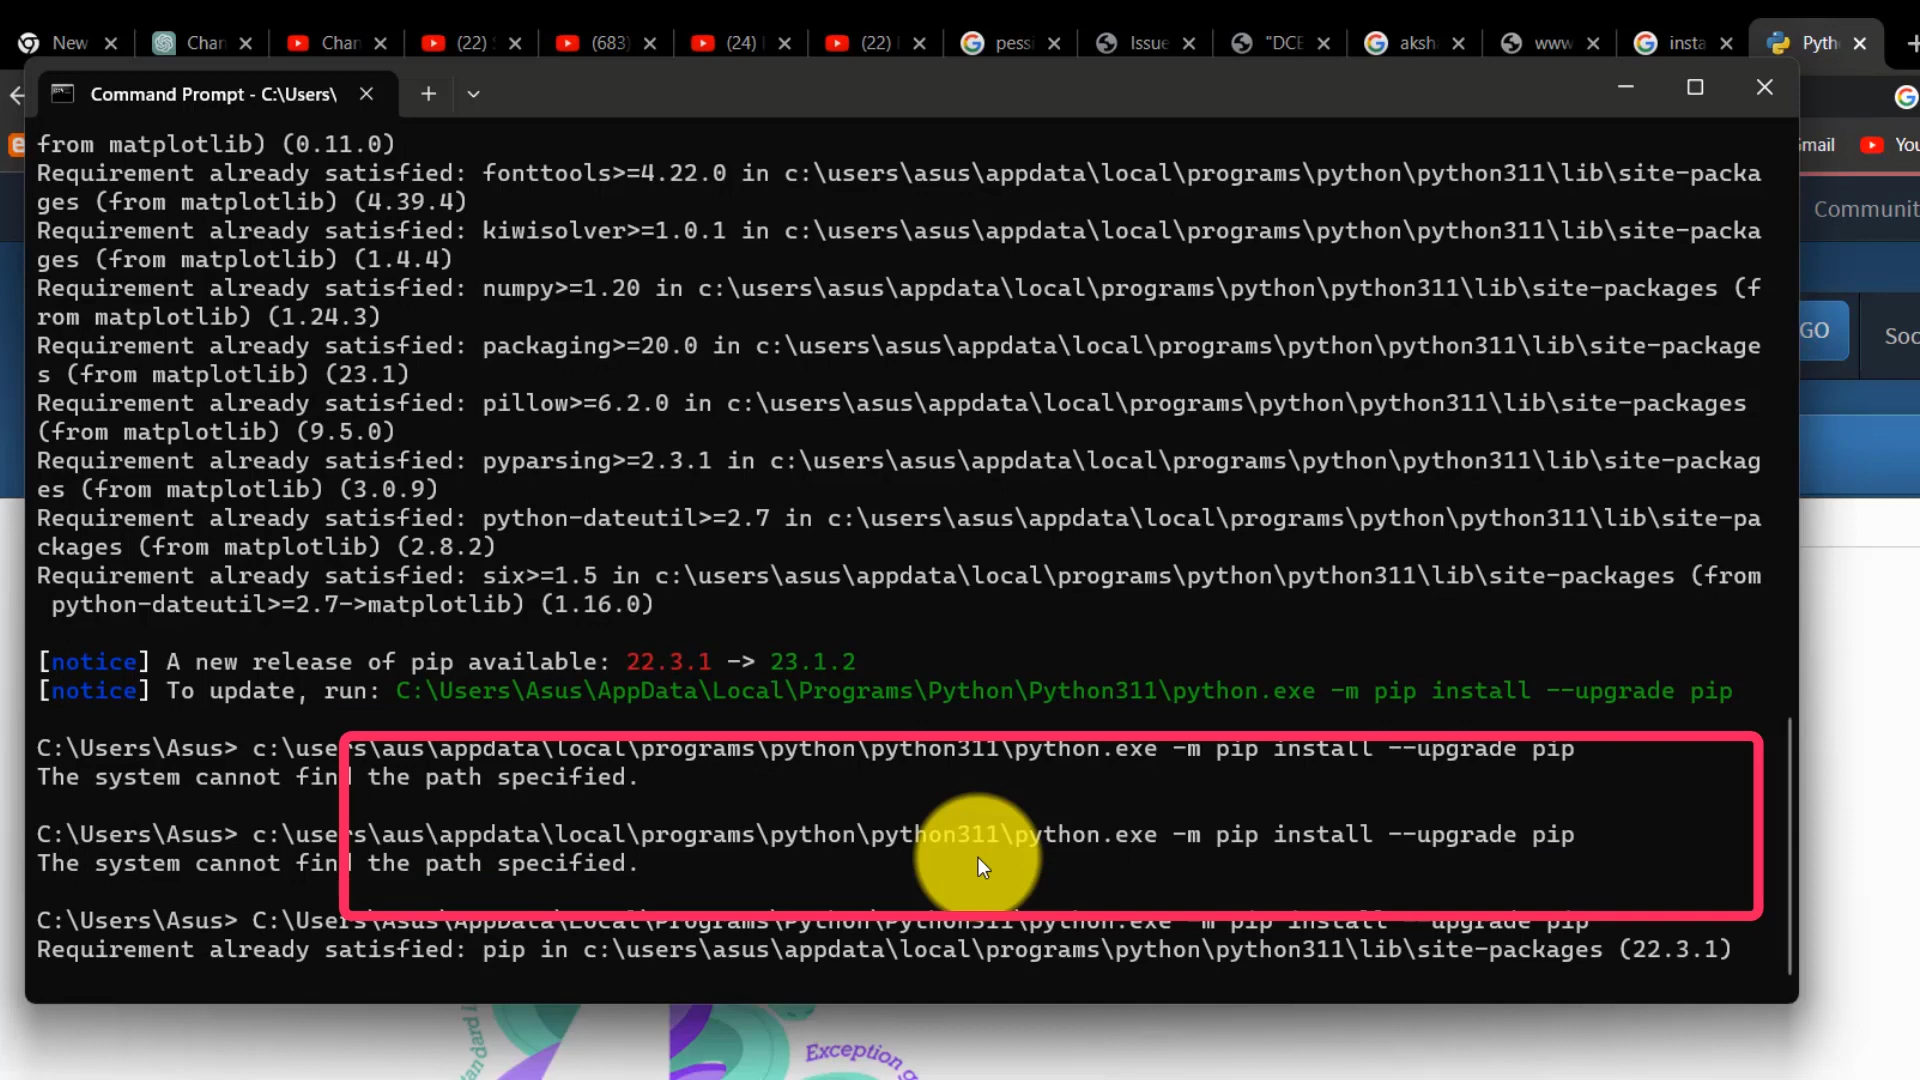 New
Chan
Chan
(22)
(683)
(24)
(22)
pessi
Issue
"DCE
aksh
www
insta
Pyth
Command Prompt - C:\Users\
from matplotlib) (0.11.0)
Requirement already satisfied: fonttools>=4.22.0 in c:\users\asus\appdata\local\programs\python\python311\lib\site-packa
ges (from matplotlib) (4.39.4)
Requirement already satisfied: kiwisolver>=1.0.1 in c:\users\asus\appdata\local\programs\python\python311\lib\site-packa
ges (from matplotlib) (1.4.4)
Requirement already satisfied: numpy>=1.20 in c:\users\asus\appdata\local\programs\python\python311\lib\site-packages (f
rom matplotlib) (1.24.3)
Requirement already satisfied: packaging>=20.0 in c:\users\asus\appdata\local\programs\python\python311\lib\site-package
s (from matplotlib) (23.1)
Requirement already satisfied: pillow>=6.2.0 in c:\users\asus\appdata\local\programs\python\python311\lib\site-packages
(from matplotlib) (9.5.0)
Requirement already satisfied: pyparsing>=2.3.1 in c:\users\asus\appdata\local\programs\python\python311\lib\site-packag
es (from matplotlib) (3.0.9)
Requirement already satisfied: python-dateutil>=2.7 in c:\users\asus\appdata\local\programs\python\python311\lib\site-pa
ckages (from matplotlib) (2.8.2)
Requirement already satisfied: six>=1.5 in c:\users\asus\appdata\local\programs\python\python311\lib\site-packages (from
python-dateutil>=2.7->matplotlib) (1.16.0)
[notice] A new release of pip available: 22.3.1 -> 23.1.2
[notice] To update, run: C:\Users\Asus\AppData\Local\Programs\Python\Python311\python.exe -m pip install --upgrade pip
C:\Users\Asus> c:\users\aus\appdata\local\programs\python\python311\python.exe -m pip install --upgrade pip
The system cannot find the path specified.
C:\Users\Asus> c:\users\aus\appdata\local\programs\python\python311\python.exe -m pip install --upgrade pip
The system cannot find the path specified.
C:\Users\Asus> C:\Users\Asus\AppData\Local\Programs\Python\Python311\python.exe -m pip install --upgrade pip
Requirement already satisfied: pip in c:\users\asus\appdata\local\programs\python\python311\lib\site-packages (22.3.1)
mail
You
Communit
GO
Soc
Exception g